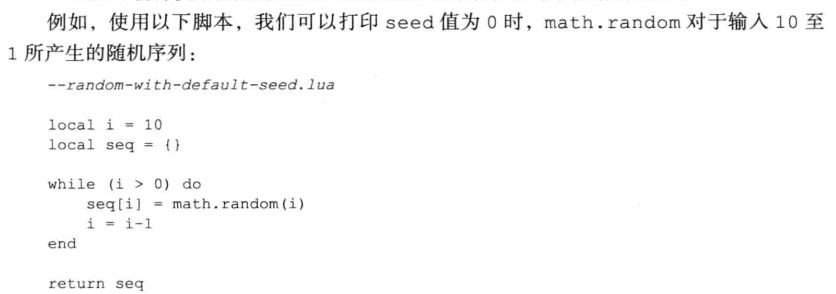 例如，使用以下脚本，我们可以打印 seed 值为 0 时，math.random 对于输入 10 至
1 所产生的随机序列：
--random-with-default-seed.lua
local i = 10
local seq = {}
while (i > 0) do
    seq[i] = math.random(i)
    i = i-1
end
return seq